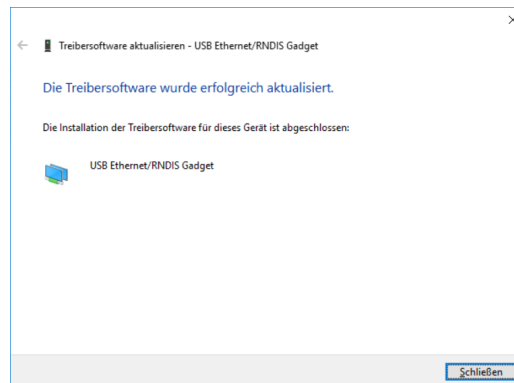 Treibersoftware aktualisieren - USB Ethernet/RNDIS Gadget
Die Treibersoftware wurde erfolgreich aktualisiert.
Die Installation der Treibersoftware für dieses Gerät ist abgeschlossen:
USB Ethernet/RNDIS Gadget
Schließen